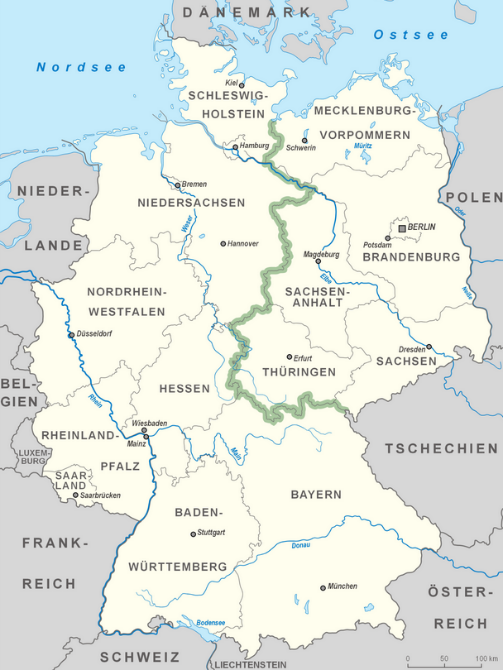 DÄNEMARK
Ostsee
Nordsee
Kiel
SCHLESWIG-
HOLSTEIN
MECKLENBURG-
VORPOMMERN
Müritz
Schwerin
Hamburg
Bremen
NIEDER-
LANDE
NIEDERSACHSEN
POLEN
Oder
Weser
Hannover
BERLIN
Potsdam
BRANDENBURG
Magdeburg
Elbe
Neiße
SACHSEN-
ANHALT
NORDRHEIN-
WESTFALEN
Düsseldorf
Dresden
SACHSEN
Erfurt
THÜRINGEN
HESSEN
BEL-
GIEN
Rhein
Wiesbaden
Mainz
Main
RHEINLAND-
PFALZ
LUXEM-
BURG
SAAR-
LAND
Saarbrücken
TSCHECHIEN
BAYERN
BADEN-
WÜRTTEMBERG
Stuttgart
Donau
FRANK-
REICH
München
ÖSTER-
REICH
Bodensee
SCHWEIZ
LIECHTENSTEIN
0
50
100 km